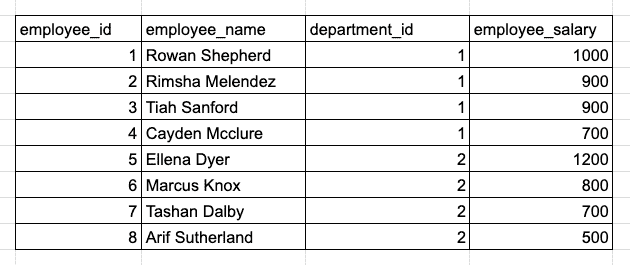 employee_id employee_name department_id employee_salary
1 Rowan Shepherd 1 1000
2 Rimsha Melendez 1 900
3 Tiah Sanford 1 900
4 Cayden Mcclure 1 700
5 Ellena Dyer 2 1200
6 Marcus Knox 2 800
7 Tashan Dalby 2 700
8 Arif Sutherland 2 500